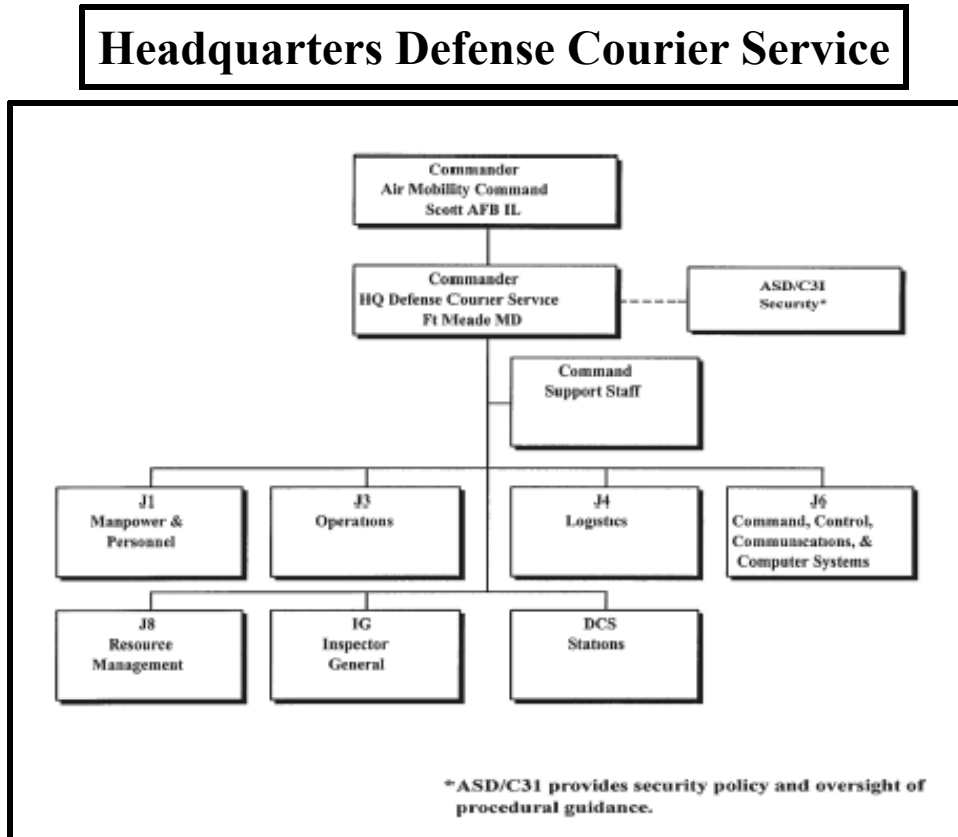 Headquarters Defense Courier Service
Commander
Air Mobility Command
Scott AFB IL
Commander
HQ Defense Courier Service
Ft Meade MD
ASD/C3I
Security*
Command
Support Staff
J1
Manpower &
Personnel
J3
Operations
J4
Logistics
J6
Command, Control,
Communications, &
Computer Systems
J8
Resource
Management
IG
Inspector
General
DCS
Stations
*ASD/C31 provides security policy and oversight of
procedural guidance.